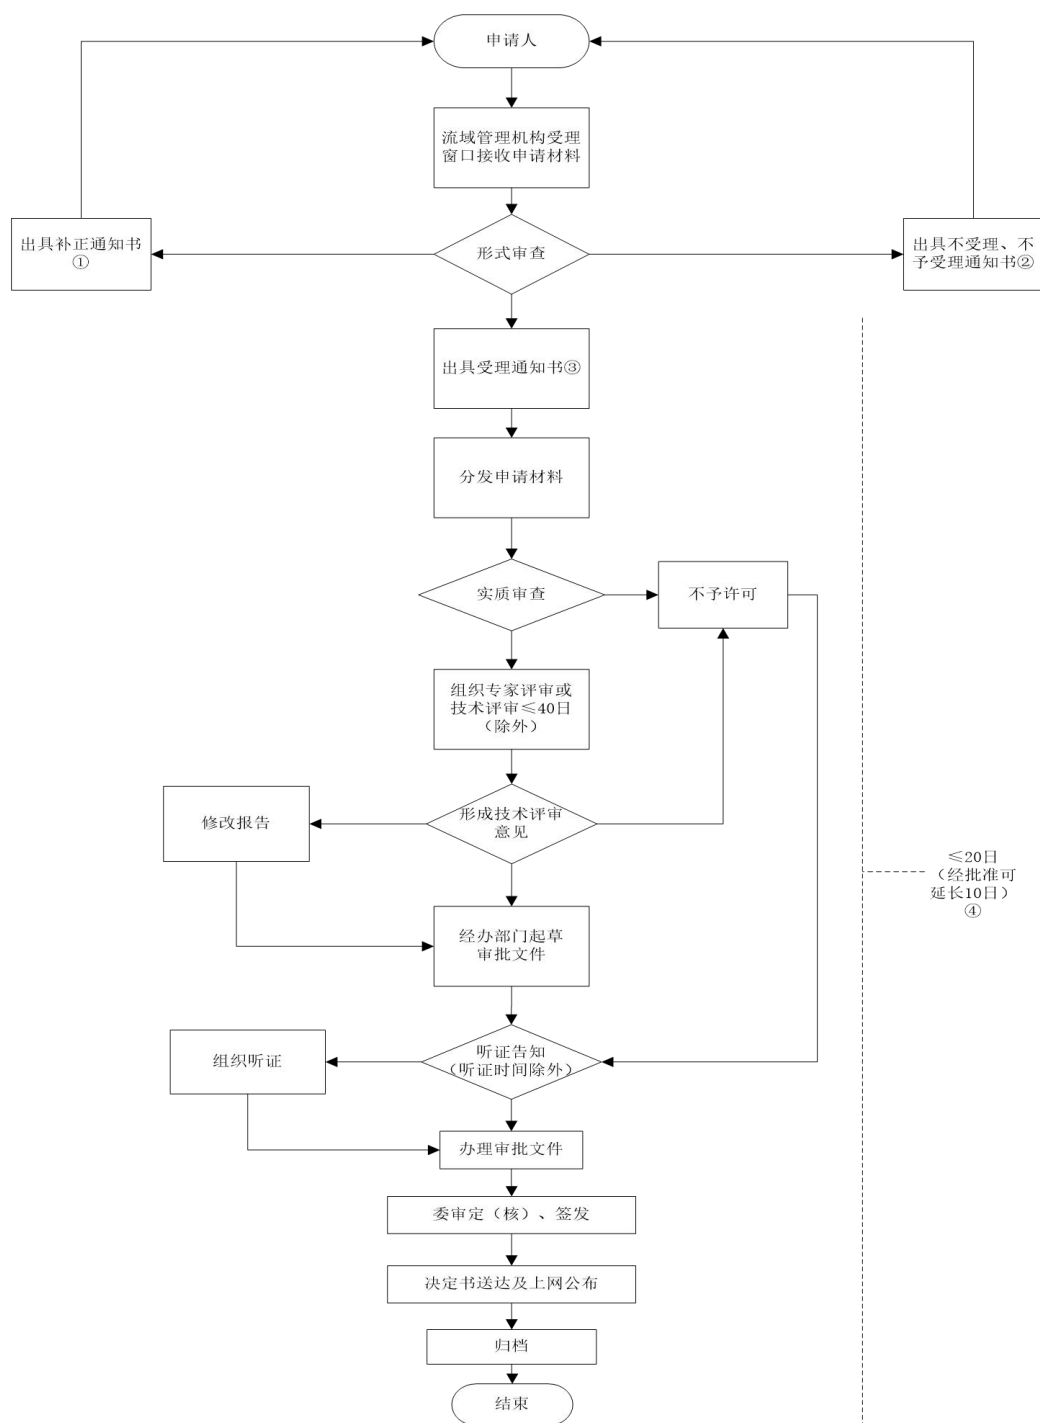 申请人
流域管理机构受理
窗口接收申请材料
出具补正通知书
①
形式审查
出具不受理、不
予受理通知书②
出具受理通知书③
分发申请材料
实质审查
不予许可
组织专家评审或
技术评审≤40日
（除外）
修改报告
形成技术评审
意见
≤20日
（经批准可
延长10日）
④
经办部门起草
审批文件
组织听证
听证告知
（听证时间除外）
办理审批文件
委审定（核）、签发
决定书送达及上网公布
归档
结束